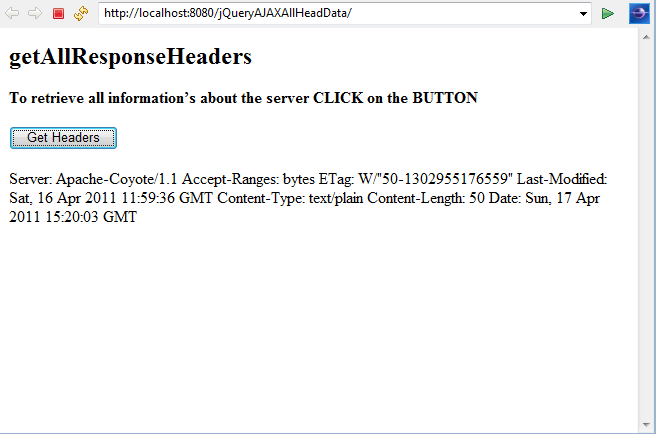 http://localhost:8080/jQueryAJAXAllHeadData/
getAllResponseHeaders
To retrieve all information’s about the server CLICK on the BUTTON
Get Headers
Server: Apache-Coyote/1.1 Accept-Ranges: bytes ETag: W/"50-1302955176559" Last-Modified:
Sat, 16 Apr 2011 11:59:36 GMT Content-Type: text/plain Content-Length: 50 Date: Sun, 17 Apr
2011 15:20:03 GMT